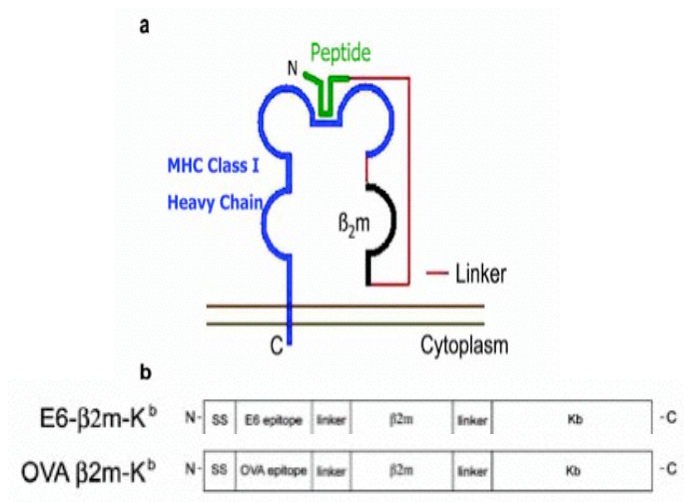 a
Peptide
N
MHC Class I
Heavy Chain
β₂m
Linker
C
Cytoplasm
b
E6-β2m-Kᵇ N- SS E6 epitope linker β2m linker Kb -C
OVA β2m-Kᵇ N- SS OVA epitope linker β2m linker Kb -C